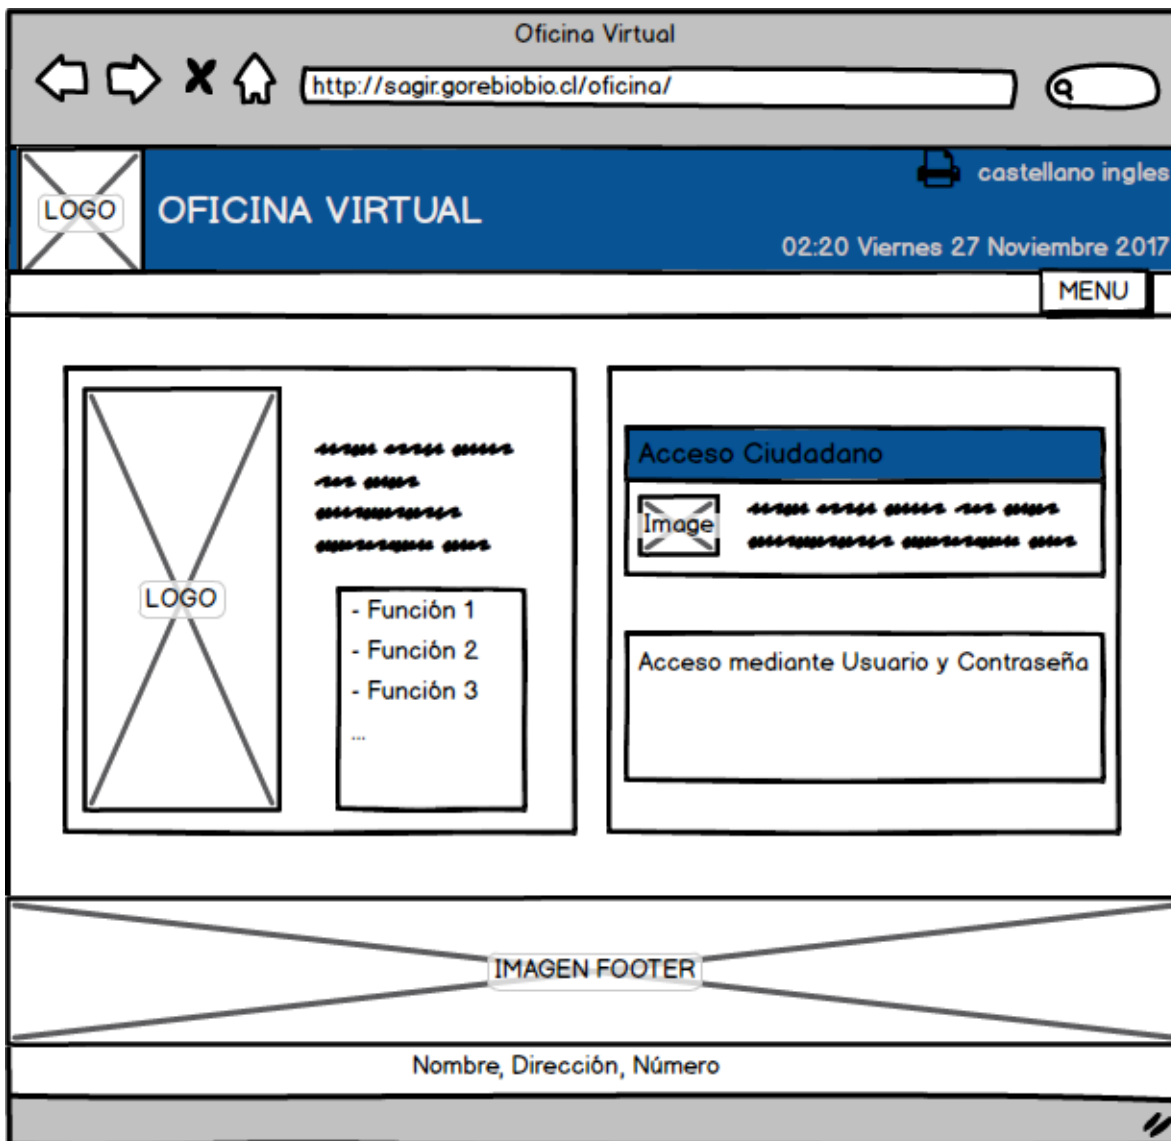 Oficina Virtual
http://sagir.gorebiobio.cl/oficina/
castellano ingles
LOGO
OFICINA VIRTUAL
02:20 Viernes 27 Noviembre 2017
MENU
LOGO
- Función 1
- Función 2
- Función 3
...
Acceso Ciudadano
Image
Acceso mediante Usuario y Contraseña
IMAGEN FOOTER
Nombre, Dirección, Número